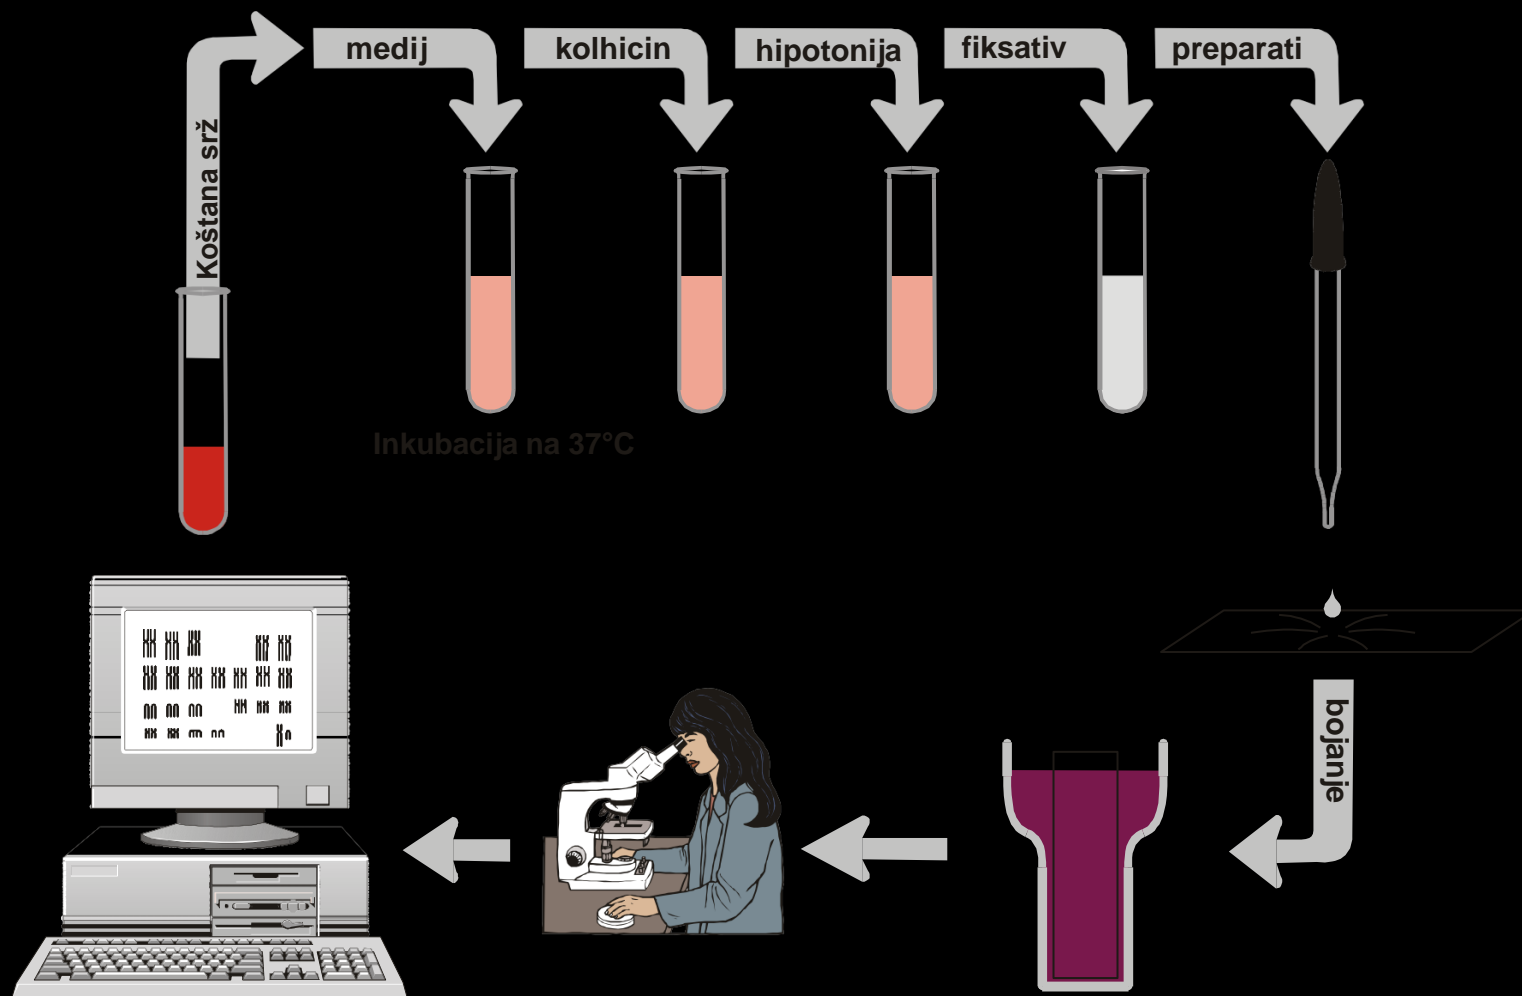 Koštana srž
medij
kolhicin
hipotonija
fiksativ
preparati
Inkubacija na 37°C
bojanje